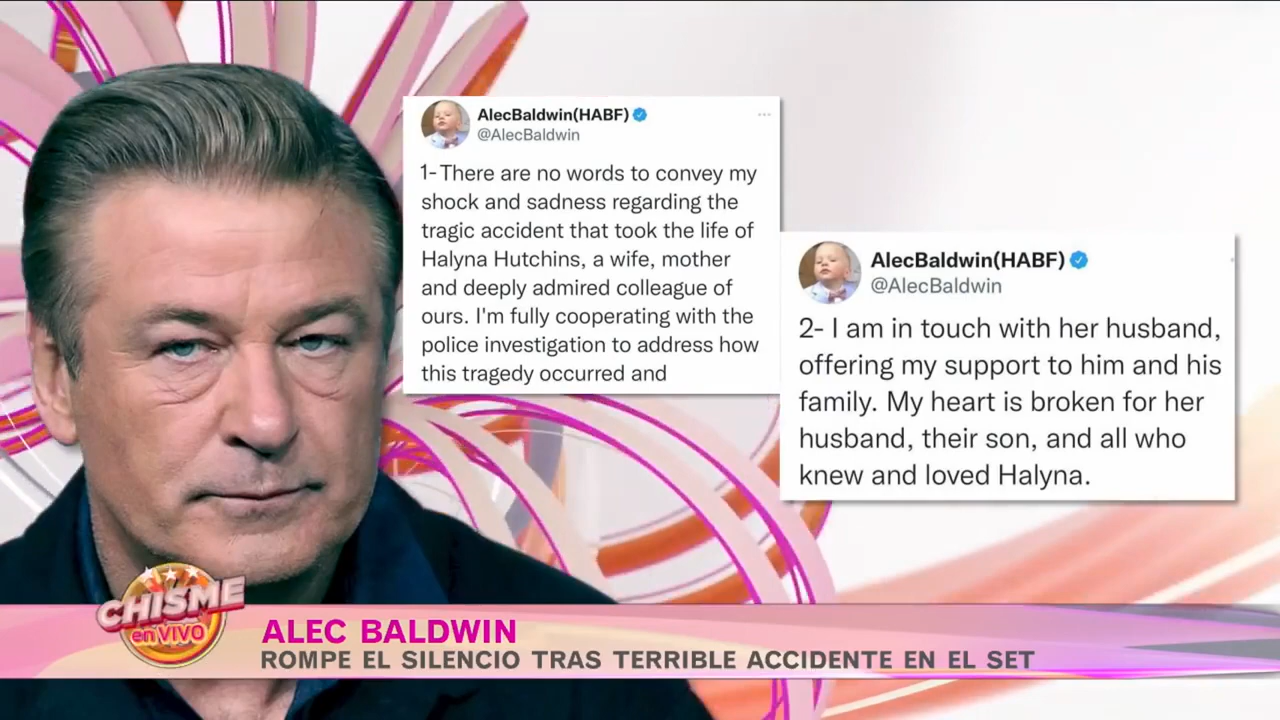 AlecBaldwin(HABF)
@AlecBaldwin
1- There are no words to convey my
shock and sadness regarding the
tragic accident that took the life of
Halyna Hutchins, a wife, mother
and deeply admired colleague of
ours. I'm fully cooperating with the
police investigation to address how
this tragedy occurred and
AlecBaldwin(HABF)
@AlecBaldwin
2- I am in touch with her husband,
offering my support to him and his
family. My heart is broken for her
husband, their son, and all who
knew and loved Halyna.
CHISME
en VIVO
ALEC BALDWIN
ROMPE EL SILENCIO TRAS TERRIBLE ACCIDENTE EN EL SET